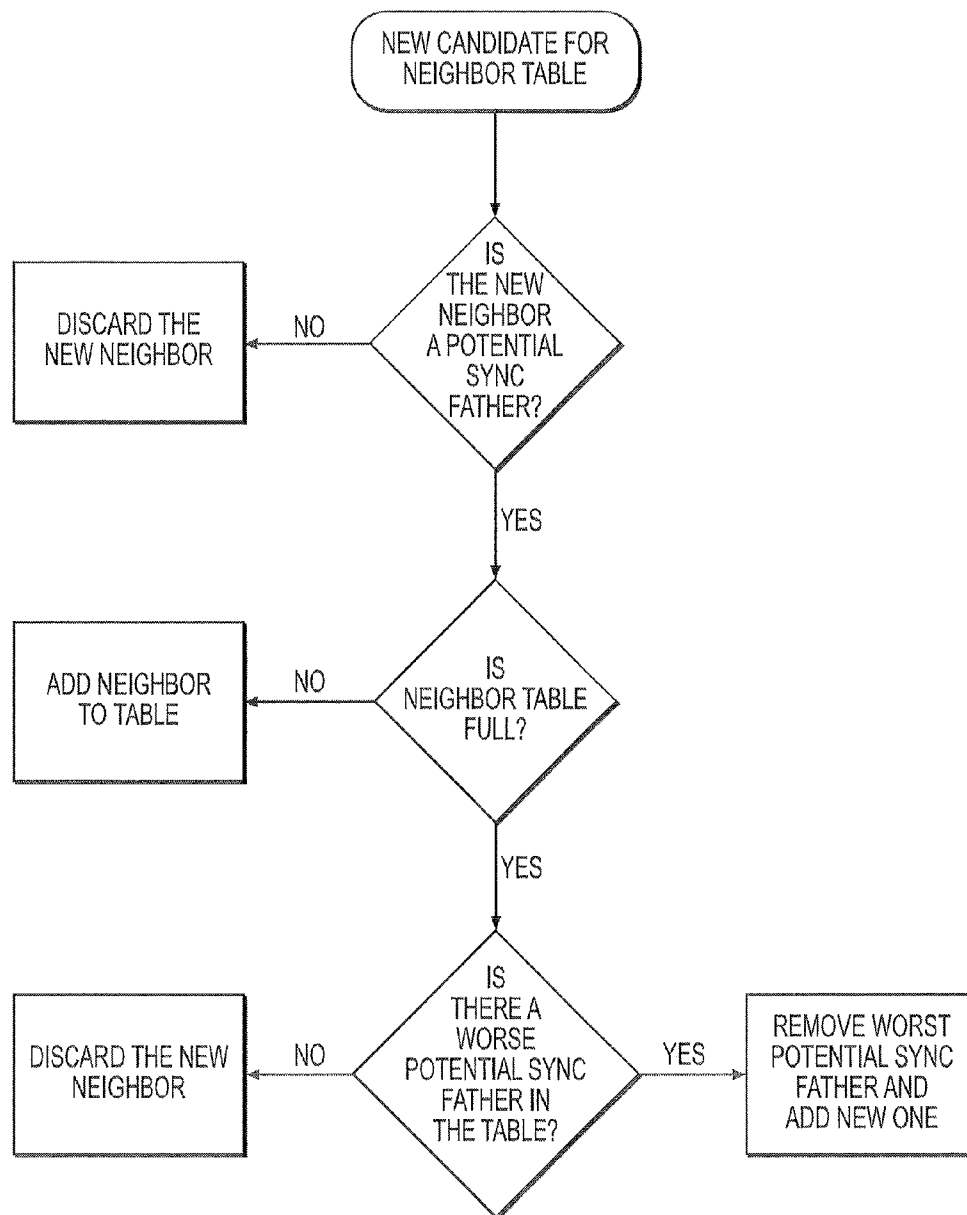 NEW CANDIDATE FOR
NEIGHBOR TABLE
IS
THE NEW
NEIGHBOR
A POTENTIAL
SYNC
FATHER?
NO
DISCARD THE
NEW NEIGHBOR
YES
IS
NEIGHBOR TABLE
FULL?
NO
ADD NEIGHBOR
TO TABLE
YES
IS
THERE A
WORSE
POTENTIAL SYNC
FATHER IN
THE TABLE?
NO
DISCARD THE NEW
NEIGHBOR
YES
REMOVE WORST
POTENTIAL SYNC
FATHER AND
ADD NEW ONE